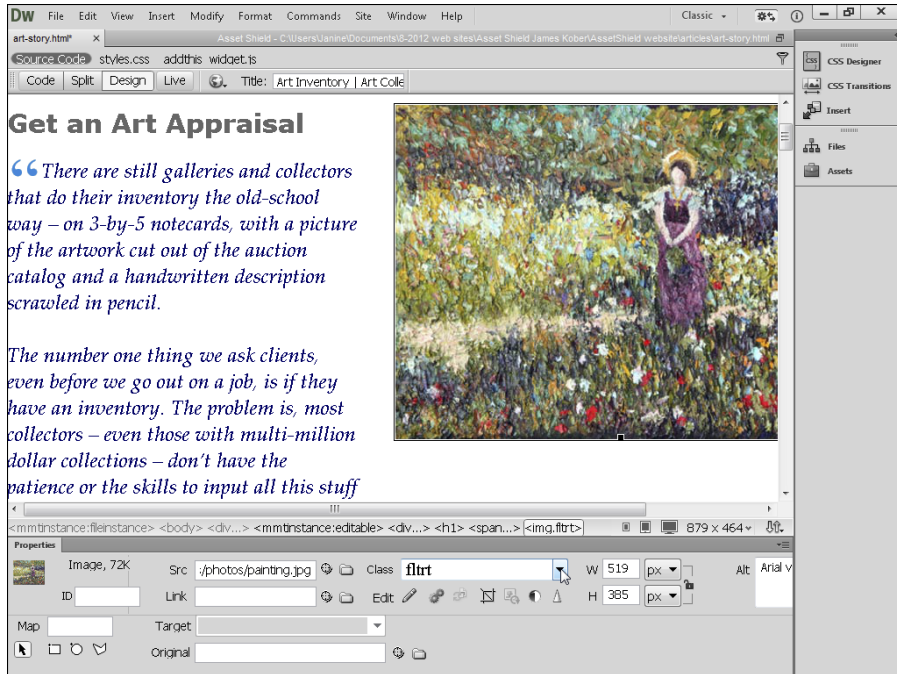 DW File Edit View Insert Modify Format Commands Site Window Help Classic
art-story.html* × Asset Shield - C:\Users\Janine\Documents\8-2012 web sites\Asset Shield James Kober\AssetShield website\articles\art-story.html
Source Code styles.css addthis_widget.js
Code Split Design Live Title: Art Inventory | Art Colle
CSS Designer
CSS Transitions
Insert
Files
Assets
Get an Art Appraisal
“There are still galleries and collectors
that do their inventory the old-school
way – on 3-by-5 notecards, with a picture
of the artwork cut out of the auction
catalog and a handwritten description
scrawled in pencil.
The number one thing we ask clients,
even before we go out on a job, is if they
have an inventory. The problem is, most
collectors – even those with multi-million
dollar collections – don’t have the
patience or the skills to input all this stuff
<mmtinstance:fileinstance> <body> <div...> <mmtinstance:editable> <div...> <h1> <span...> <img.fltrt> 879 × 464
Properties
Image, 72K Src :/photos/painting.jpg Class fltrt W 519 px Alt Arial v
ID Link Edit H 385 px
Map Target
Original